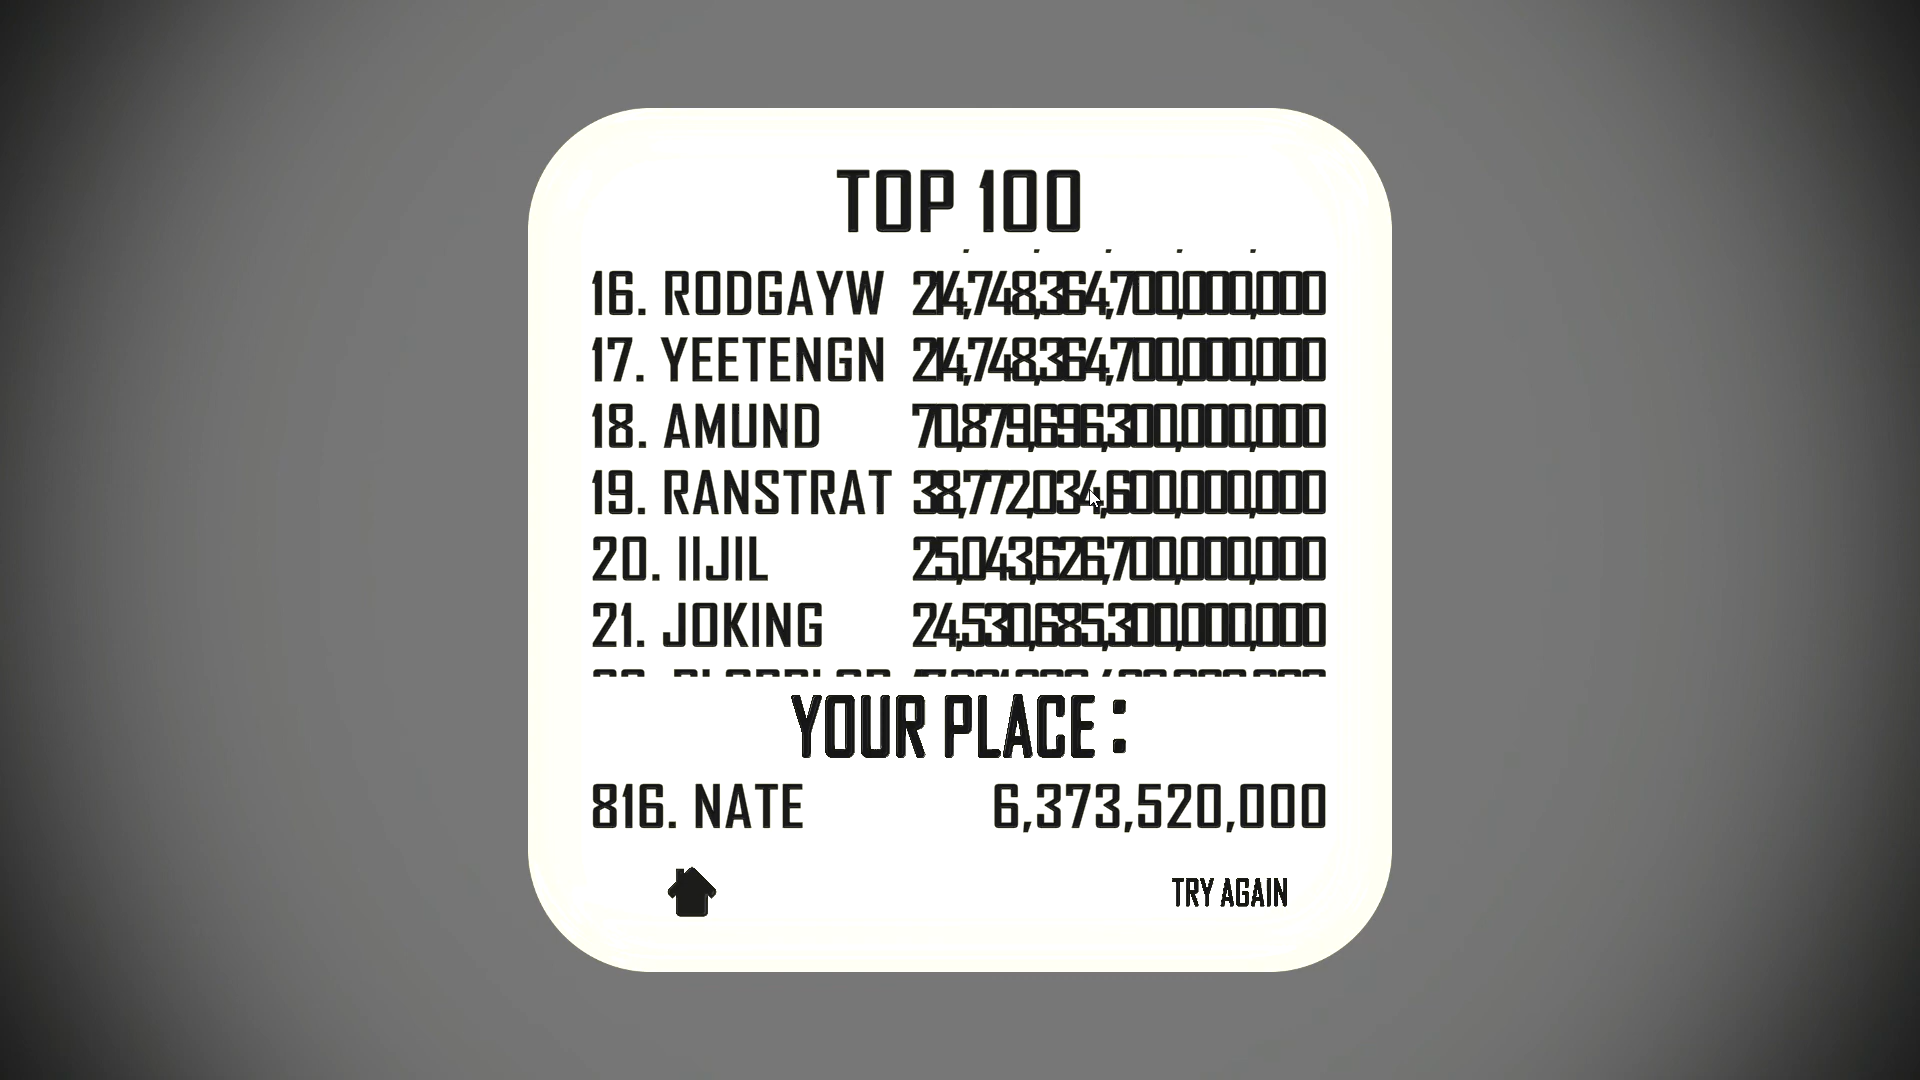 TOP 100
16. RODGAYW 214,748,364,700,000,000
17. YEETENGN 214,748,364,700,000,000
18. AMUND 70,879,696,300,000,000
19. RANSTRAT 38,772,034,600,000,000
20. IIJIL 25,043,626,700,000,000
21. JOKING 24,530,685,300,000,000
YOUR PLACE :
816. NATE 6,373,520,000
TRY AGAIN